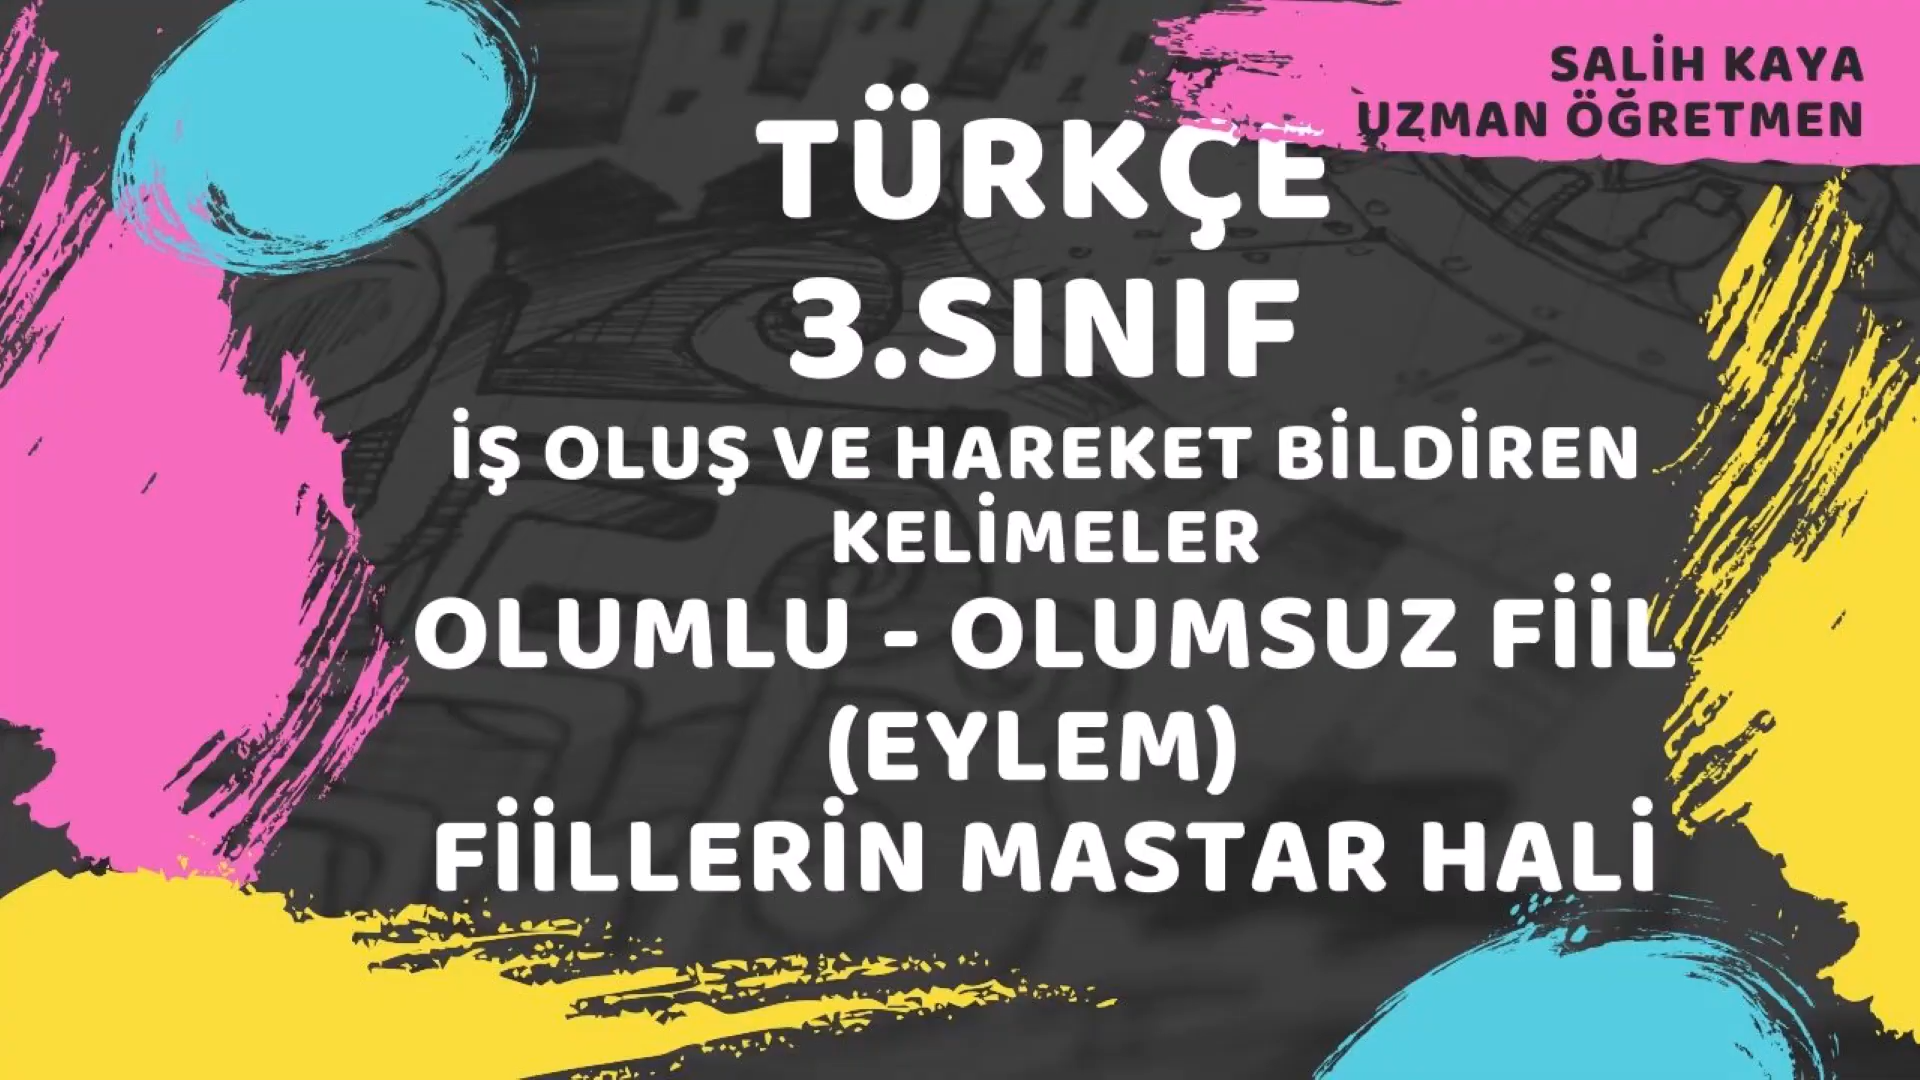 SALİH KAYA
UZMAN ÖĞRETMEN
TÜRKÇE
3.SINIF
İŞ OLUŞ VE HAREKET BİLDİREN
KELİMELER
OLUMLU - OLUMSUZ FİİL
(EYLEM)
FİİLLERİN MASTAR HALİ